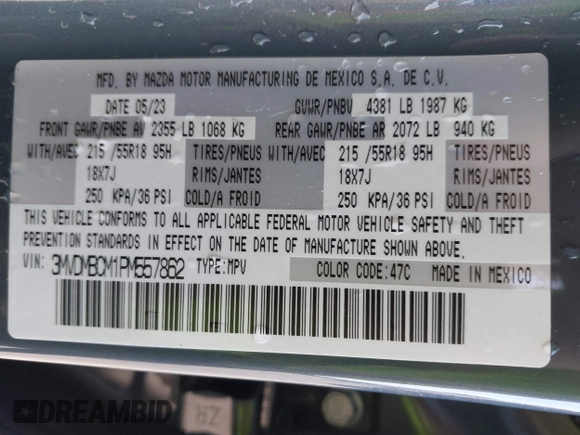 MFD. BY MAZDA MOTOR MANUFACTURING DE MEXICO S.A. DE C.V.
DATE 05/23 GVWR/PNBV 4381 LB 1987 KG
FRONT GAWR/PNBE AV 2355 LB 1068 KG REAR GAWR/PNBE AR 2072 LB 940 KG
WITH/AVEC 215 /55R18 95H TIRES/PNEUS WITH/AVEC 215 /55R18 95H TIRES/PNEUS
18X7J RIMS/JANTES 18X7J RIMS/JANTES
250 KPA/36 PSI COLD/A FROID 250 KPA/36 PSI COLD/A FROID
THIS VEHICLE CONFORMS TO ALL APPLICABLE FEDERAL MOTOR VEHICLE SAFETY AND THEFT
PREVENTION STANDARDS IN EFFECT ON THE DATE OF MANUFACTURE SHOWN ABOVE.
VIN: 3MVDMBCM1PM557862 TYPE:MPV COLOR CODE:47C MADE IN MEXICO
ZR
DREAMBID